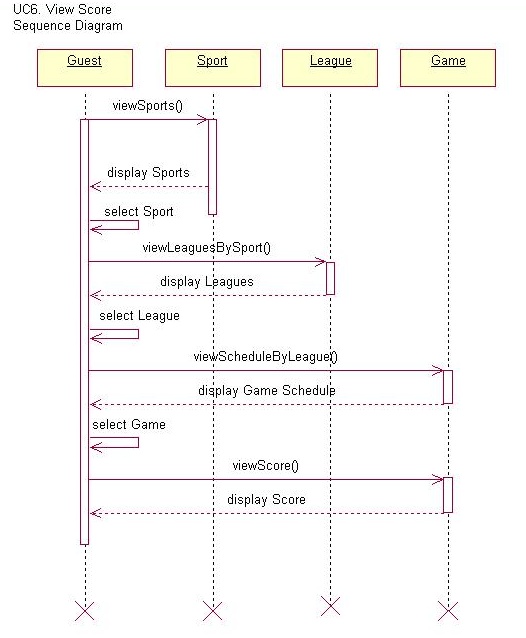 UC6. View Score
Sequence Diagram
Guest
Sport
League
Game
viewSports()
display Sports
select Sport
viewLeaguesBySport()
display Leagues
select League
viewScheduleByLeague()
display Game Schedule
select Game
viewScore()
display Score